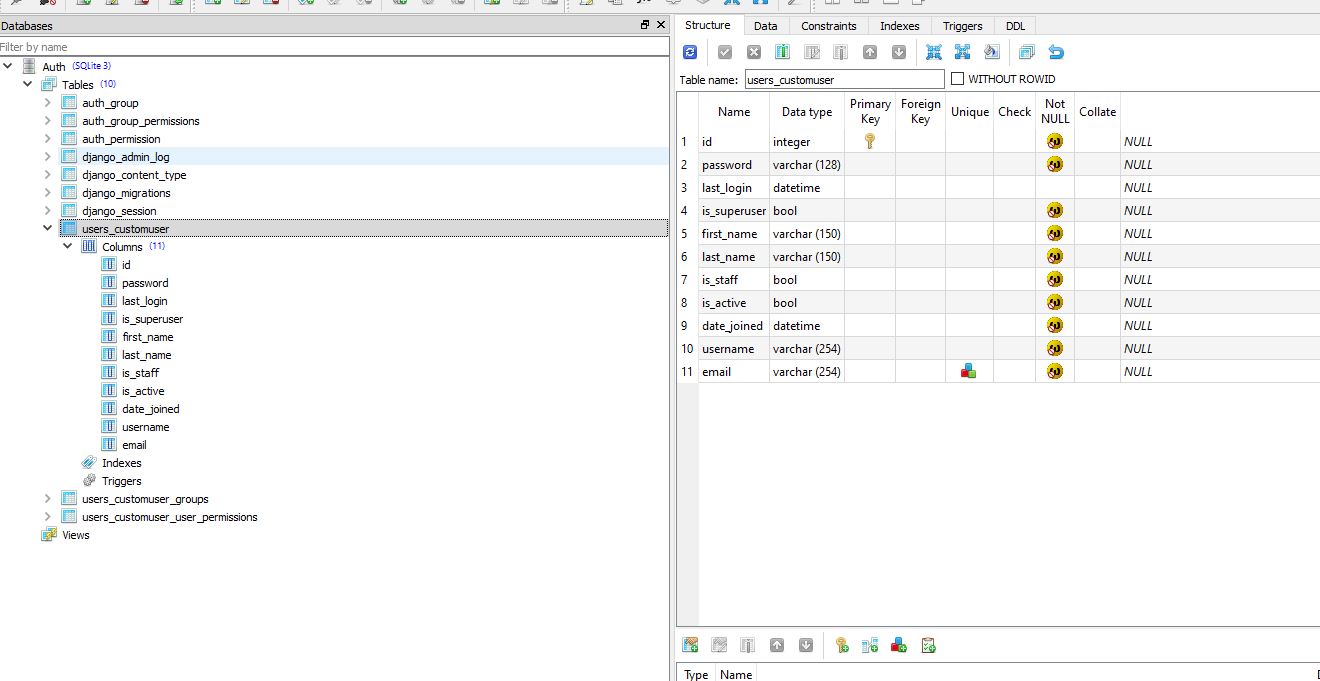 Databases
Filter by name
Auth (SQLite 3)
Tables (10)
auth_group
auth_group_permissions
auth_permission
django_admin_log
django_content_type
django_migrations
django_session
users_customuser
Columns (11)
id
password
last_login
is_superuser
first_name
last_name
is_staff
is_active
date_joined
username
email
Indexes
Triggers
users_customuser_groups
users_customuser_user_permissions
Views
Structure Data Constraints Indexes Triggers DDL
Table name: users_customuser WITHOUT ROWID
Name Data type Primary Key Foreign Key Unique Check Not NULL Collate
1 id integer NULL
2 password varchar (128) NULL
3 last_login datetime NULL
4 is_superuser bool NULL
5 first_name varchar (150) NULL
6 last_name varchar (150) NULL
7 is_staff bool NULL
8 is_active bool NULL
9 date_joined datetime NULL
10 username varchar (254) NULL
11 email varchar (254) NULL
Type Name